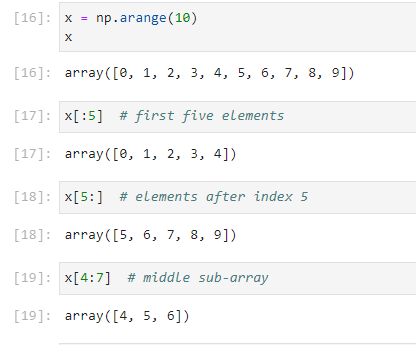 [16]: x = np.arange(10)
x
[16]: array([0, 1, 2, 3, 4, 5, 6, 7, 8, 9])
[17]: x[:5]  # first five elements
[17]: array([0, 1, 2, 3, 4])
[18]: x[5:]  # elements after index 5
[18]: array([5, 6, 7, 8, 9])
[19]: x[4:7]  # middle sub-array
[19]: array([4, 5, 6])